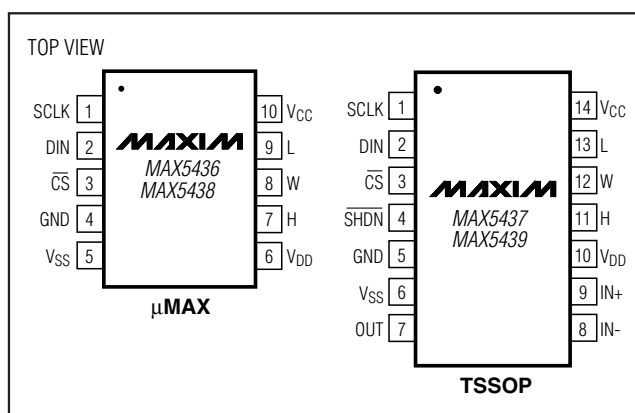 TOP VIEW
SCLK 1
DIN 2
CS 3
GND 4
VSS 5
MAXIM
MAX5436
MAX5438
10 VCC
9 L
8 W
7 H
6 VDD
µMAX
SCLK 1
DIN 2
CS 3
SHDN 4
GND 5
VSS 6
OUT 7
MAXIM
MAX5437
MAX5439
14 VCC
13 L
12 W
11 H
10 VDD
9 IN+
8 IN-
TSSOP